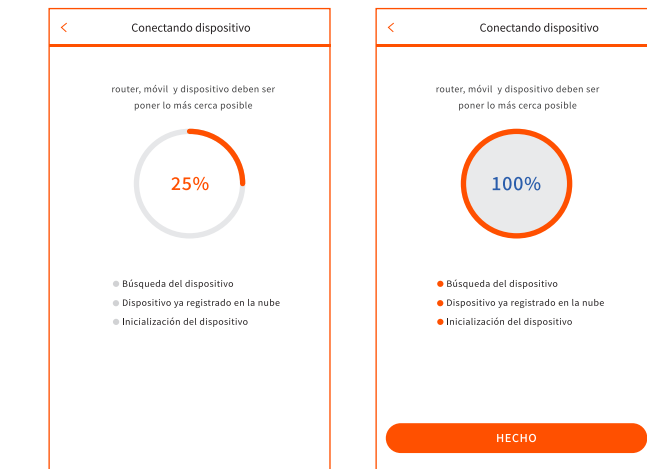 Conectando dispositivo
router, móvil y dispositivo deben ser
poner lo más cerca posible
25%
Búsqueda del dispositivo
Dispositivo ya registrado en la nube
Inicialización del dispositivo
Conectando dispositivo
router, móvil y dispositivo deben ser
poner lo más cerca posible
100%
Búsqueda del dispositivo
Dispositivo ya registrado en la nube
Inicialización del dispositivo
HECHO